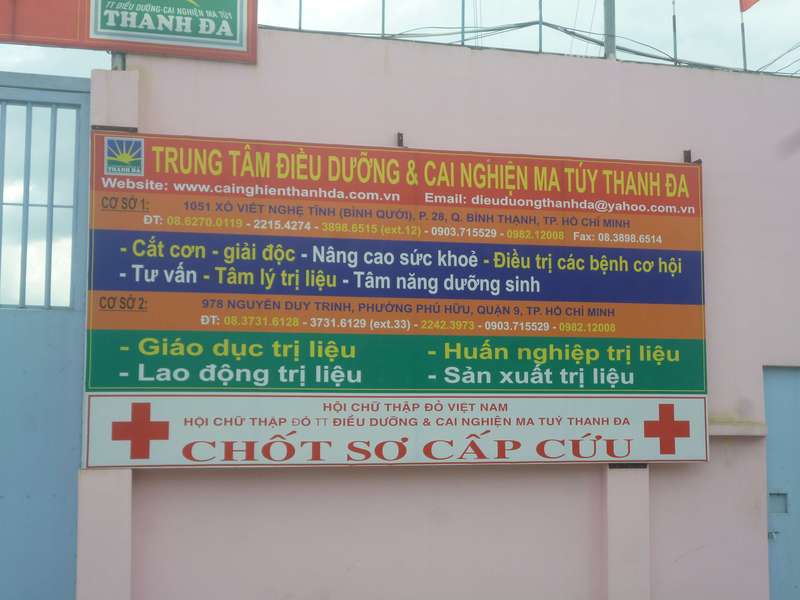 TT ĐIỀU DƯỠNG-CAI NGHIỆN MA TÚY
THANH ĐA
THANH ĐA
TRUNG TÂM ĐIỀU DƯỠNG & CAI NGHIỆN MA TÚY THANH ĐA
Website: www.cainghienthanhda.com.vn Email: dieuduongthanhda@yahoo.com.vn
CƠ SỞ 1: 1051 XÔ VIẾT NGHỆ TĨNH (BÌNH QUỚI), P. 28, Q. BÌNH THẠNH, TP. HỒ CHÍ MINH
ĐT: 08.6270.0119 - 2215.4274 - 3898.6515 (ext.12) - 0903.715529 - 0982.12008 Fax: 08.3898.6514
- Cắt cơn - giải độc - Nâng cao sức khoẻ - Điều trị các bệnh cơ hội
- Tư vấn - Tâm lý trị liệu - Tâm năng dưỡng sinh
CƠ SỞ 2: 978 NGUYỄN DUY TRINH, PHƯỜNG PHÚ HỮU, QUẬN 9, TP. HỒ CHÍ MINH
ĐT: 08.3731.6128 - 3731.6129 (ext.33) - 2242.3973 - 0903.715529 - 0982.12008
- Giáo dục trị liệu - Huấn nghiệp trị liệu
- Lao động trị liệu - Sản xuất trị liệu
HỘI CHỮ THẬP ĐỎ VIỆT NAM
HỘI CHỮ THẬP ĐỎ TT ĐIỀU DƯỠNG & CAI NGHIỆN MA TUÝ THANH ĐA
CHỐT SƠ CẤP CỨU